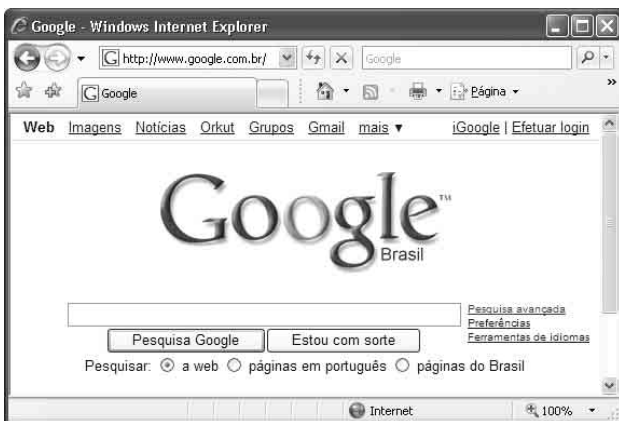 Google - Windows Internet Explorer
http://www.google.com.br/ Google
Google Página »
Web Imagens Notícias Orkut Grupos Gmail mais ▼ iGoogle | Efetuar login
Google™
Brasil
Pesquisa avançada
Preferências
Ferramentas de idiomas
Pesquisa Google Estou com sorte
Pesquisar: a web páginas em português páginas do Brasil
Internet 100%